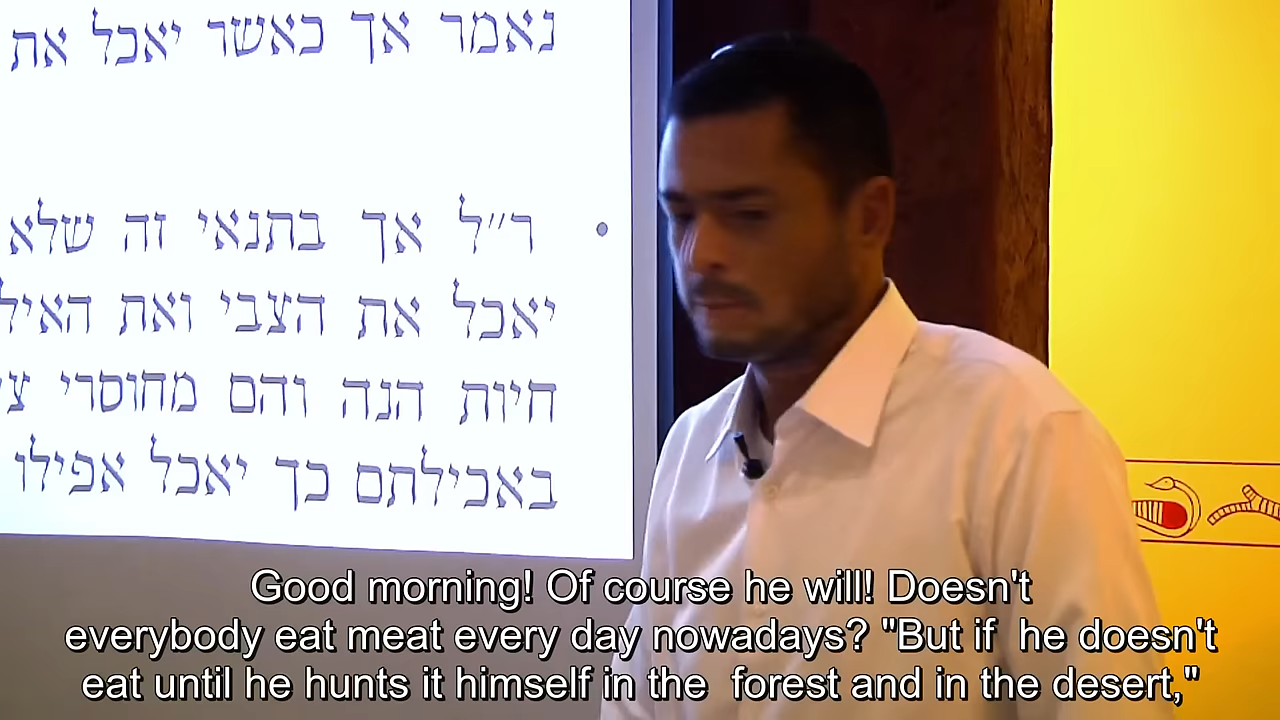 נאמר אך כאשר יאכל את
• ר״ל אך בתנאי זה שלא
יאכל את הצבי ואת האיל
חיות הנה והם מחוסרי
באכילתם כך יאכל אפילו
Good morning! Of course he will! Doesn't
everybody eat meat every day nowadays? "But if he doesn't
eat until he hunts it himself in the forest and in the desert,"